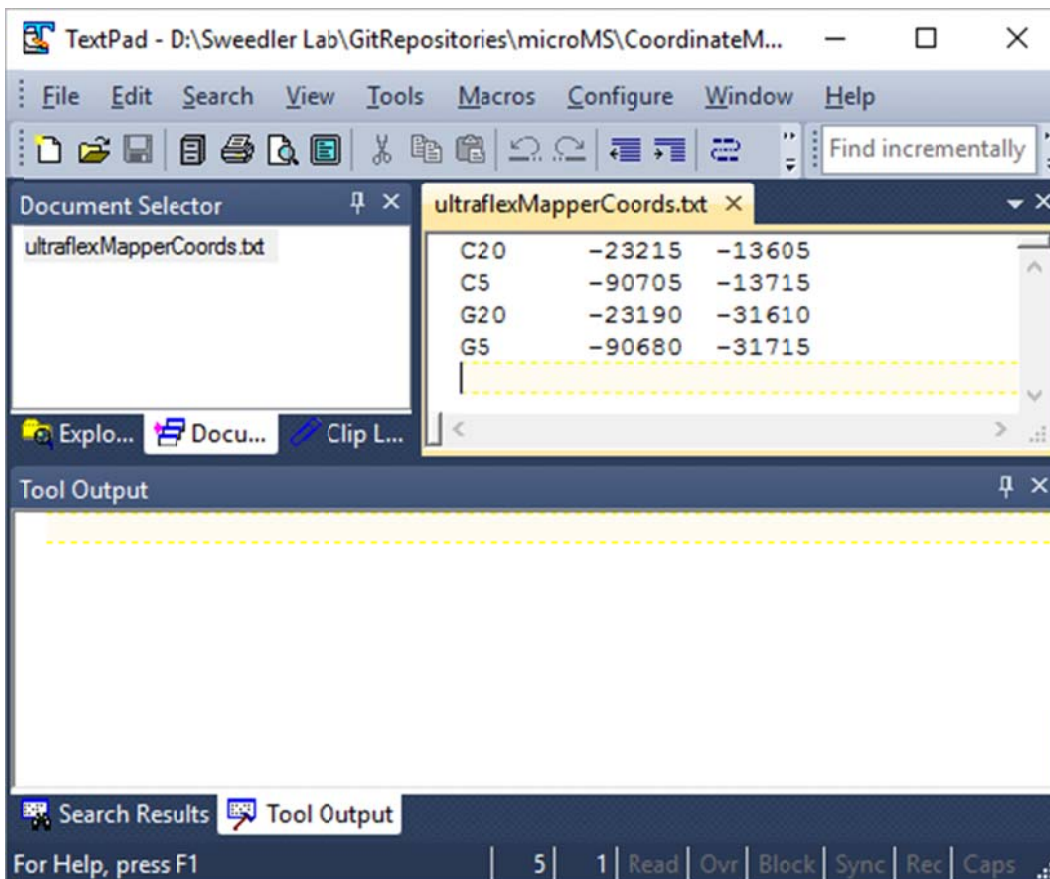 TextPad - D:\Sweedler Lab\GitRepositories\microMS\CoordinateM...
File Edit Search View Tools Macros Configure Window Help
Find incrementally
Document Selector
ultraflexMapperCoords.txt
ultraflexMapperCoords.txt
C20 -23215 -13605
C5 -90705 -13715
G20 -23190 -31610
G5 -90680 -31715
Explo... Docu... Clip L...
Tool Output
Search Results Tool Output
For Help, press F1 5 1 Read Ovr Block Sync Rec Caps